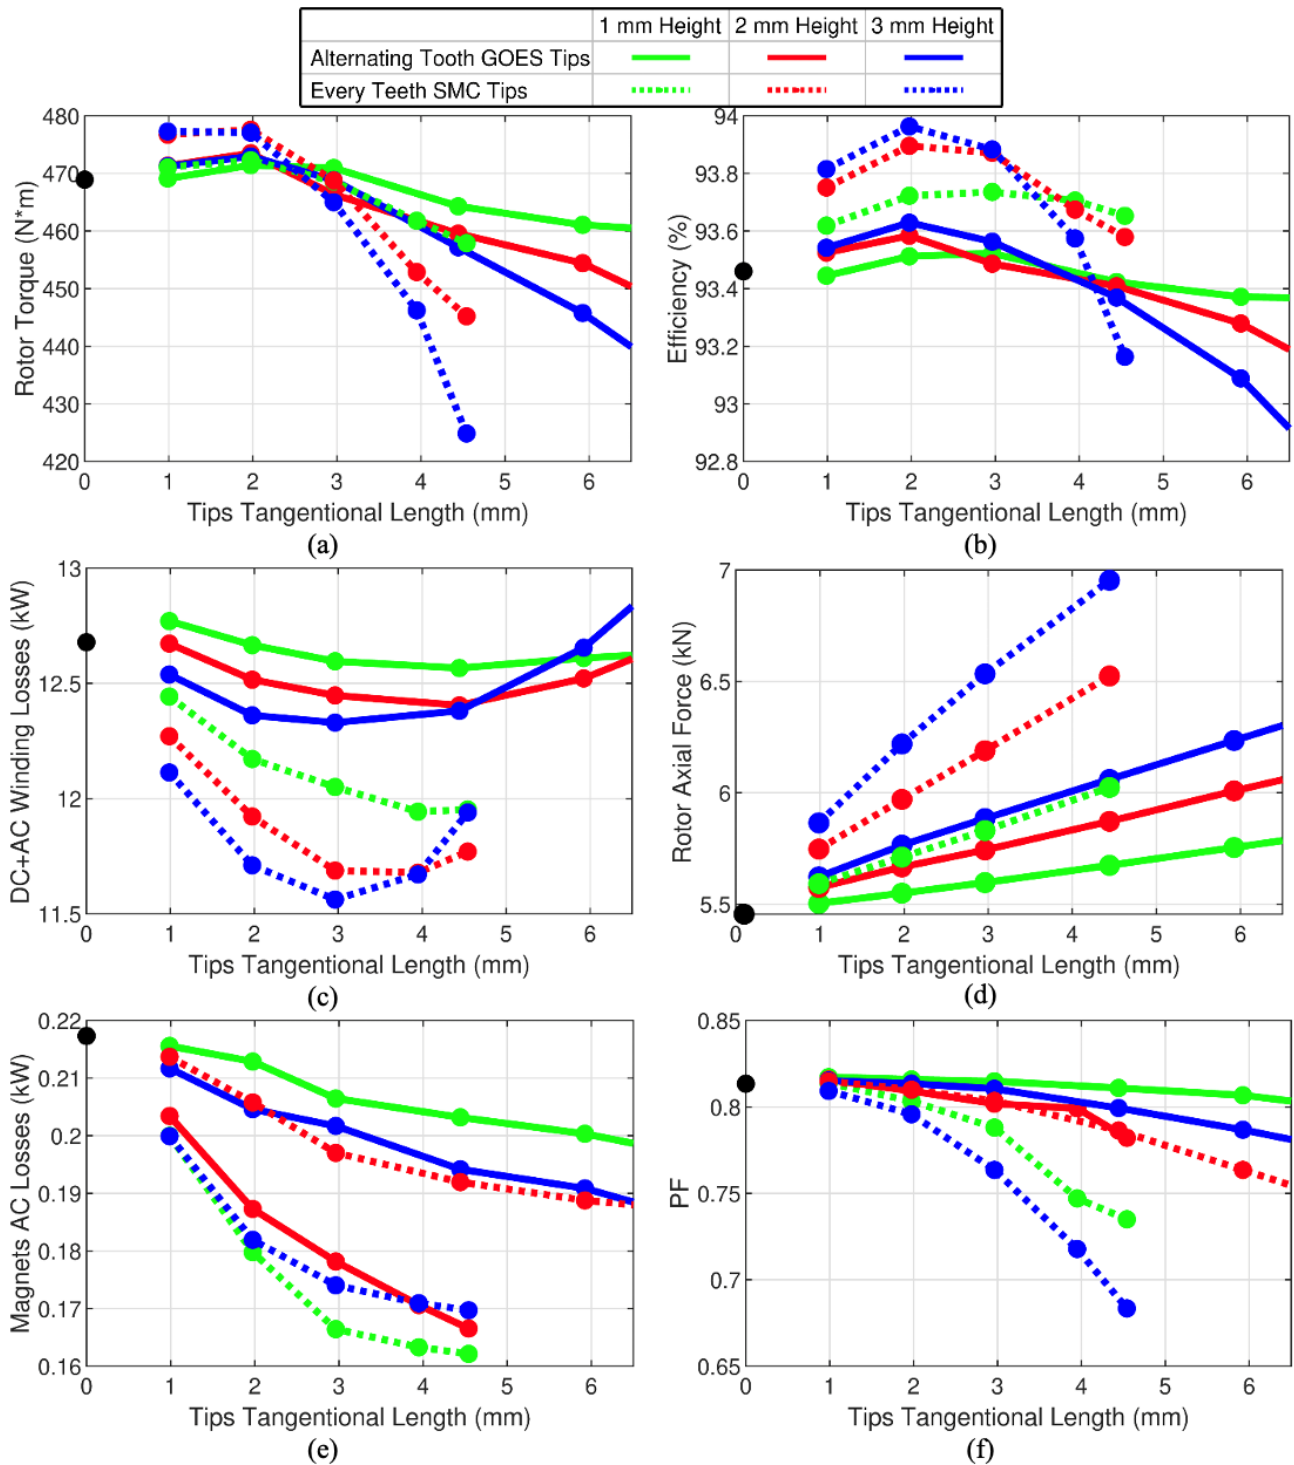 1 mm Height 2 mm Height 3 mm Height
Alternating Tooth GOES Tips
Every Teeth SMC Tips
480
470
460
450
440
430
420
Rotor Torque (N*m)
0 1 2 3 4 5 6
Tips Tangentional Length (mm)
(a)
94
93.8
93.6
93.4
93.2
93
92.8
Efficiency (%)
0 1 2 3 4 5 6
Tips Tangentional Length (mm)
(b)
13
12.5
12
11.5
DC+AC Winding Losses (kW)
0 1 2 3 4 5 6
Tips Tangentional Length (mm)
(c)
7
6.5
6
5.5
Rotor Axial Force (kN)
0 1 2 3 4 5 6
Tips Tangentional Length (mm)
(d)
0.22
0.21
0.2
0.19
0.18
0.17
0.16
Magnets AC Losses (kW)
0 1 2 3 4 5 6
Tips Tangentional Length (mm)
(e)
0.85
0.8
0.75
0.7
0.65
PF
0 1 2 3 4 5 6
Tips Tangentional Length (mm)
(f)